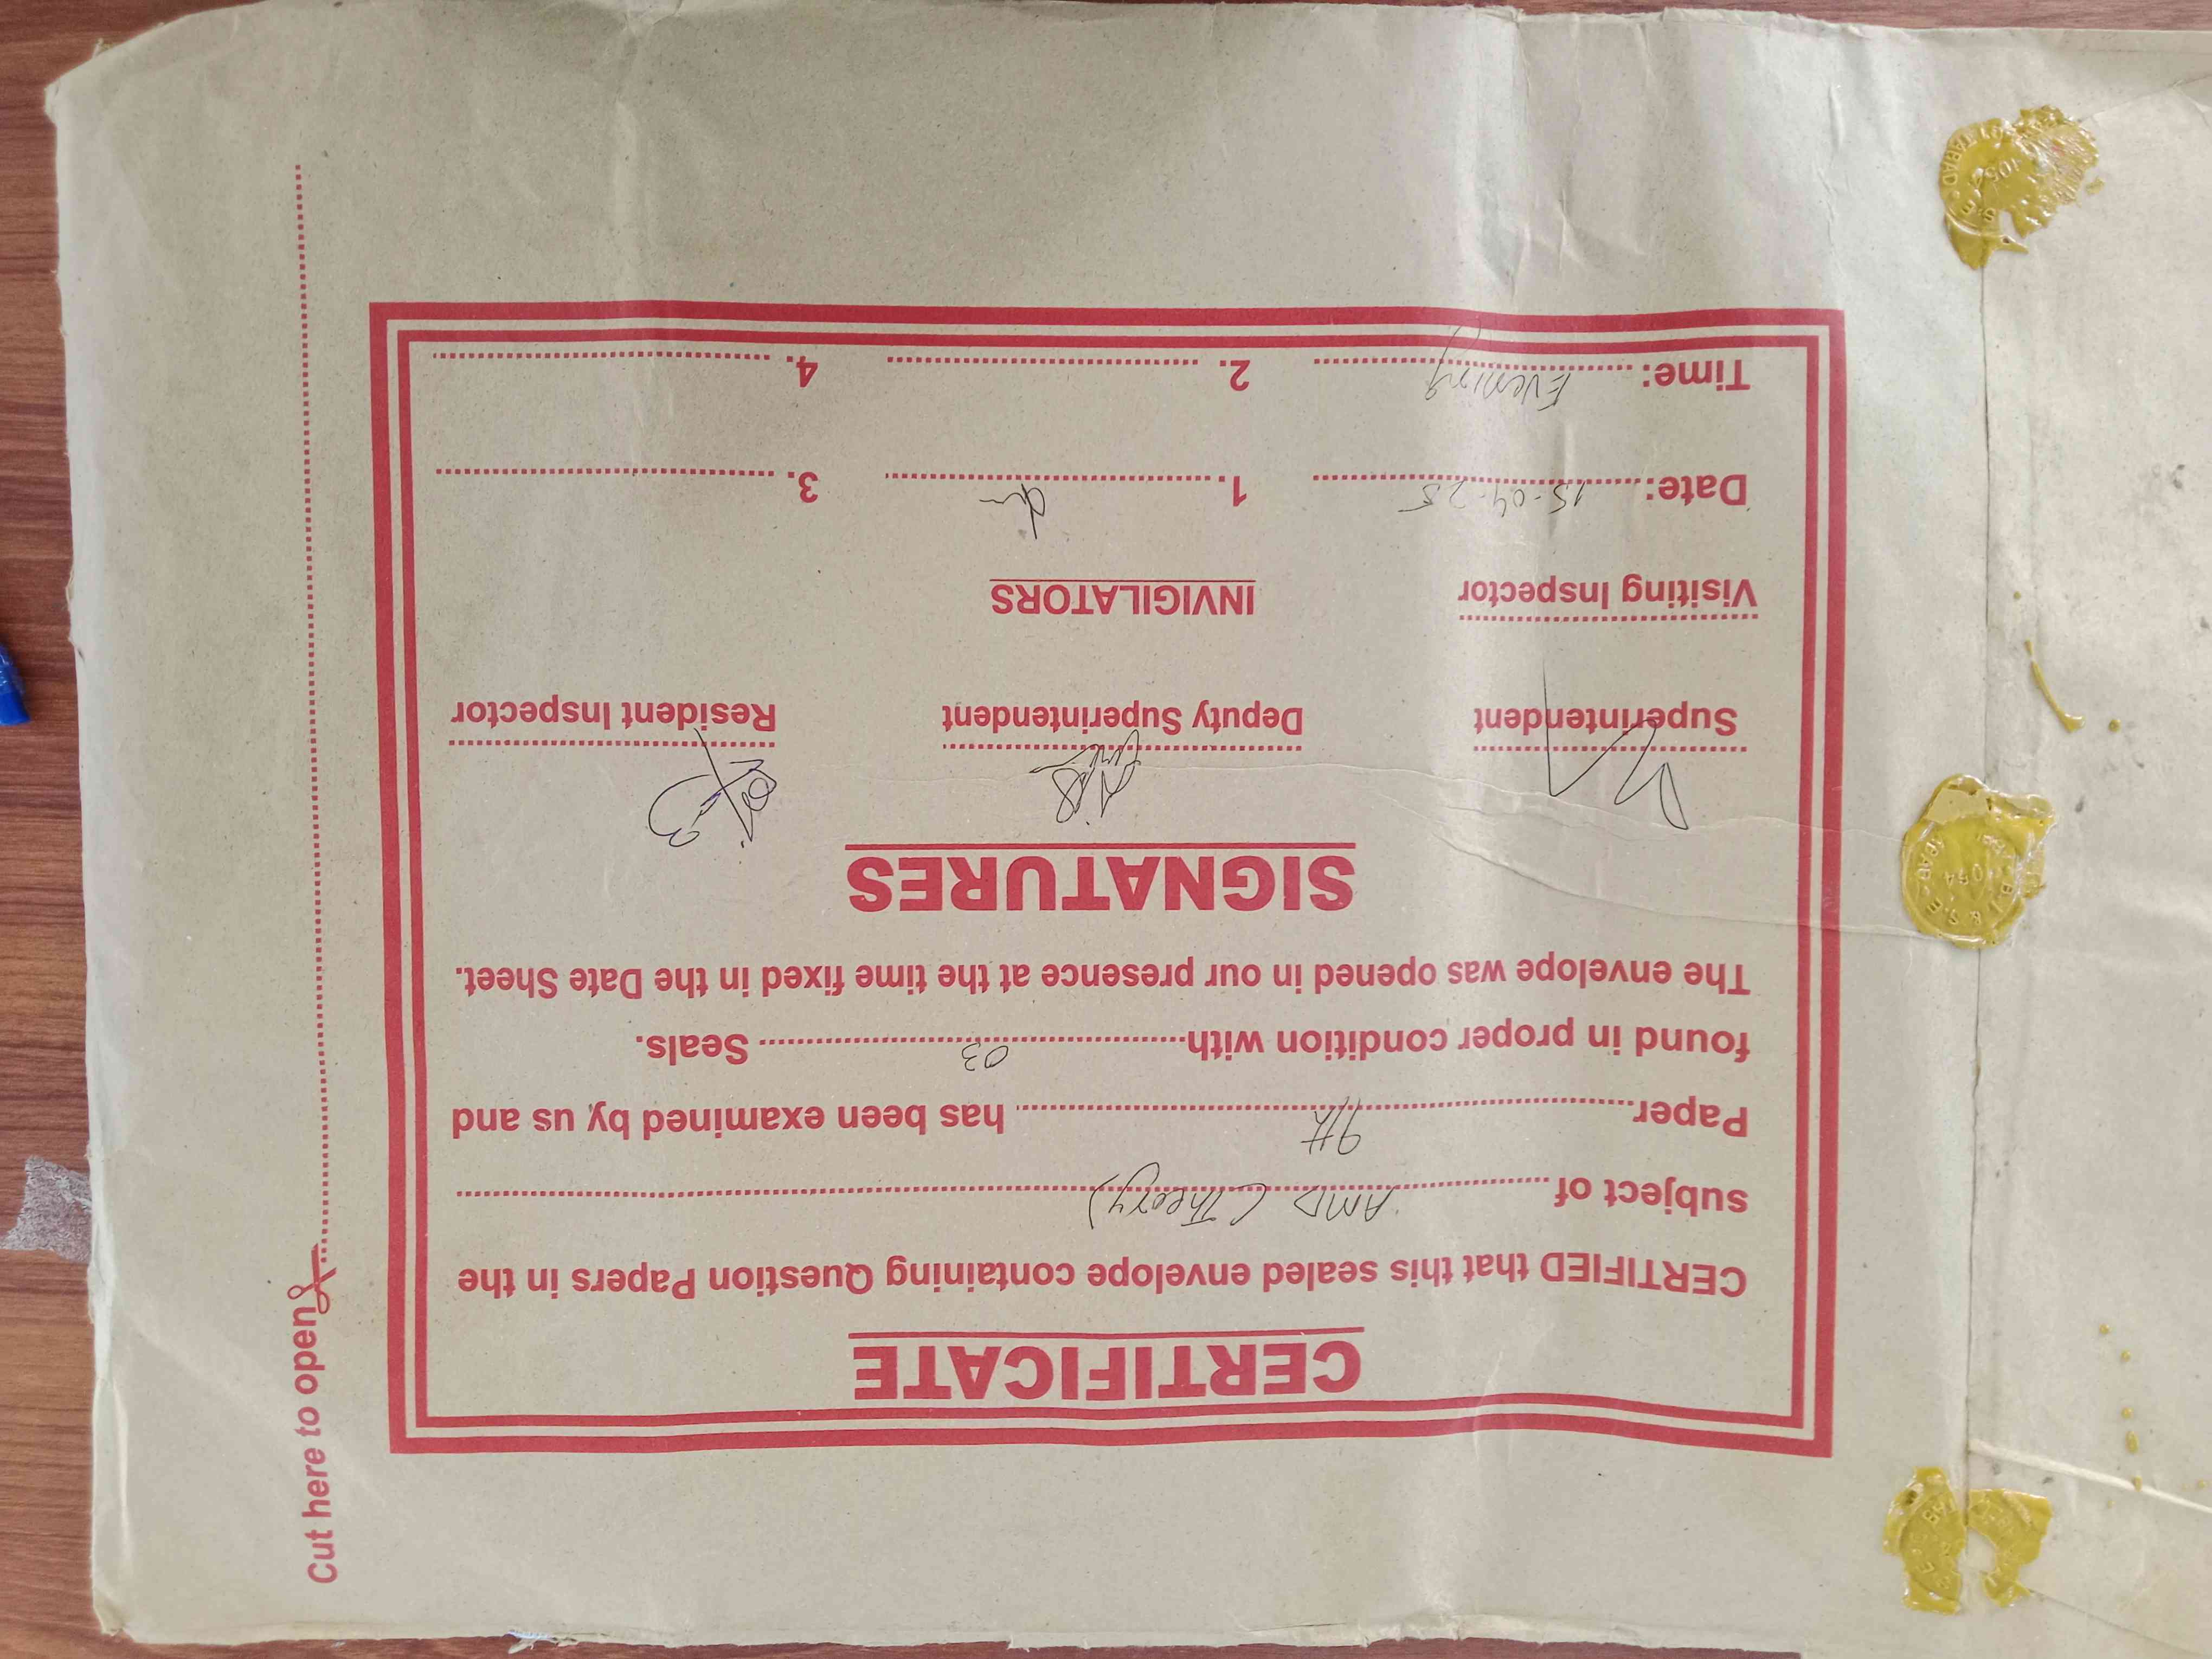 CERTIFICATE
CERTIFIED that this sealed envelope containing Question Papers in the
subject of AMD (Theory)
Paper 9th has been examined by us and
found in proper condition with 03 Seals.
The envelope was opened in our presence at the time fixed in the Date Sheet.
SIGNATURES
Superintendent Deputy Superintendent Resident Inspector
Visiting Inspector INVIGILATORS
Date: 15-04-25 1. 3.
Time: Evening 2. 4.
Cut here to open